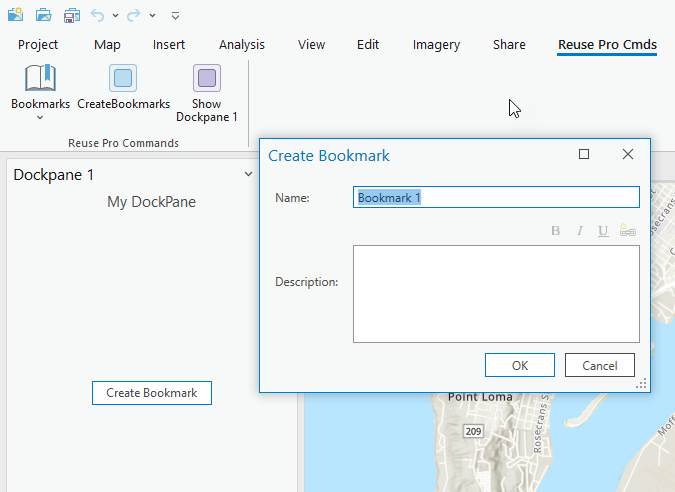 Project Map Insert Analysis View Edit Imagery Share Reuse Pro Cmds
Bookmarks CreateBookmarks Show
Dockpane 1
Reuse Pro Commands
Dockpane 1
My DockPane
Create Bookmark
Create Bookmark
Name: Bookmark 1
B I U
Description:
OK Cancel
Point Loma
209
Rosecrans S
Rosecrans